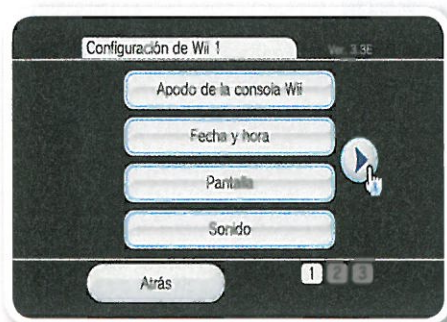 Configuración de Wii 1
Ver. 3.3E
Apodo de la consola Wii
Fecha y hora
Pantalla
Sonido
Atrás
1 2 3